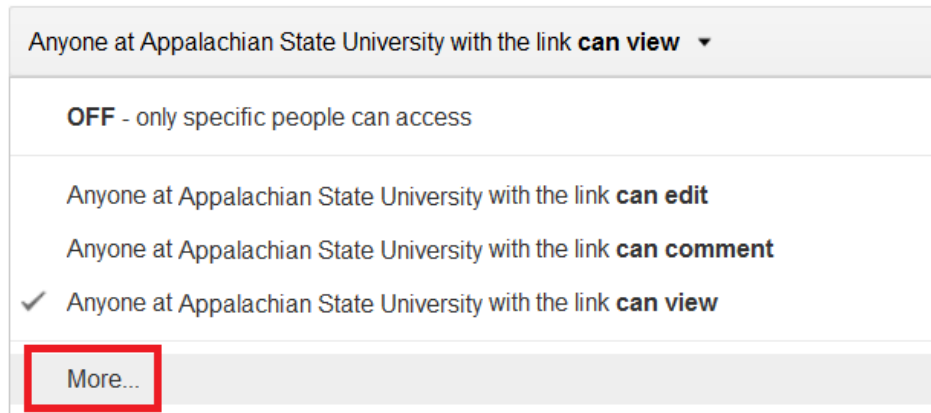 Anyone at Appalachian State University with the link can view
OFF - only specific people can access
Anyone at Appalachian State University with the link can edit
Anyone at Appalachian State University with the link can comment
Anyone at Appalachian State University with the link can view
More...